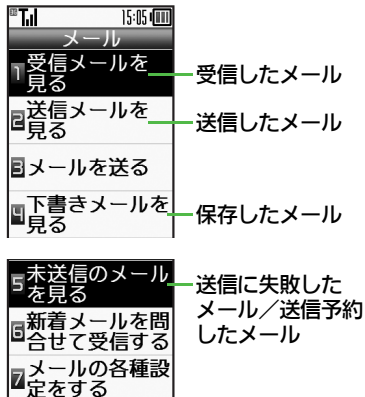 15:05
メール
1 受信メールを
見る
受信したメール
2 送信メールを
見る
送信したメール
3 メールを送る
4 下書きメールを
見る
保存したメール
5 未送信のメール
を見る
送信に失敗した
メール／送信予約
したメール
6 新着メールを問
合せて受信する
7 メールの各種設
定をする